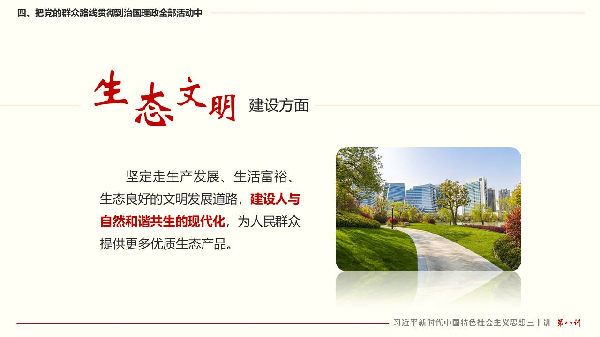 四、把党的群众路线贯彻到治国理政全部活动中
生态文明 建设方面
坚定走生产发展、生活富裕、
生态良好的文明发展道路，建设人与
自然和谐共生的现代化，为人民群众
提供更多优质生态产品。
习近平新时代中国特色社会主义思想三十讲 第八讲